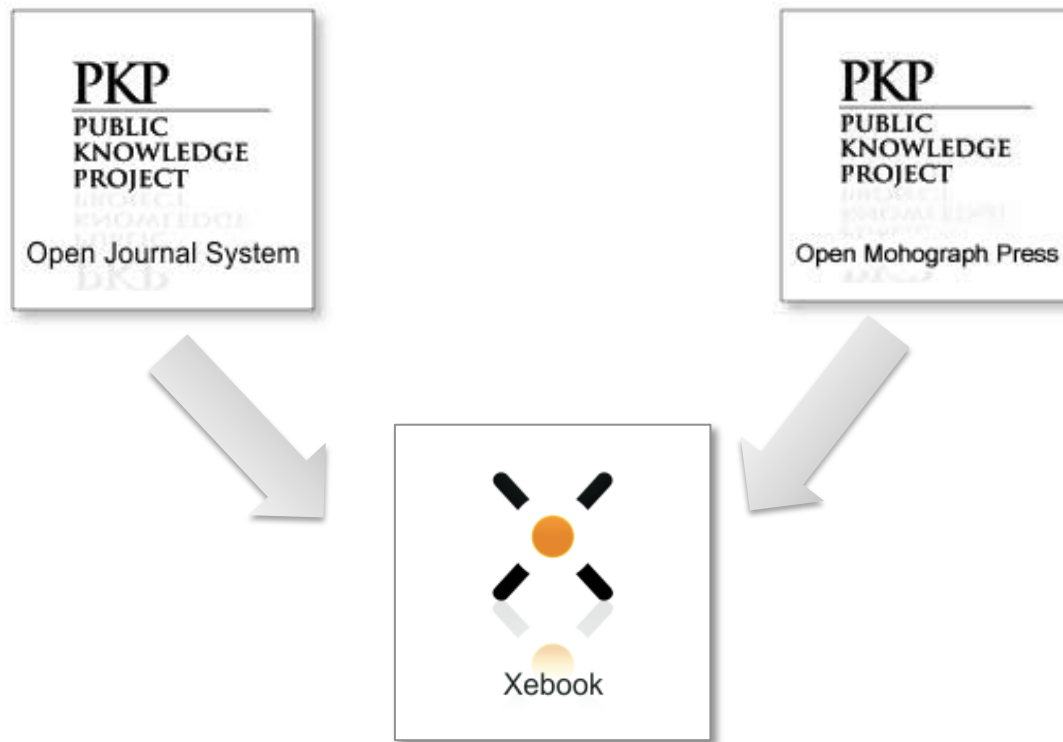 PKP
PUBLIC
KNOWLEDGE
PROJECT
Open Journal System
PKP
PUBLIC
KNOWLEDGE
PROJECT
Open Mohograph Press
Xebook